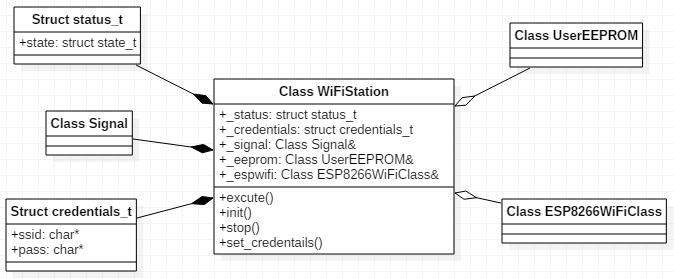 Struct status_t
+state: struct state_t
Class UserEEPROM
Class WiFiStation
+_status: struct status_t
+_credentials: struct credentials_t
+_signal: Class Signal&
+_eeprom: Class UserEEPROM&
+_espwifi: Class ESP8266WiFiClass&
+excute()
+init()
+stop()
+set_credentails()
Class Signal
Struct credentials_t
+ssid: char*
+pass: char*
Class ESP8266WiFiClass